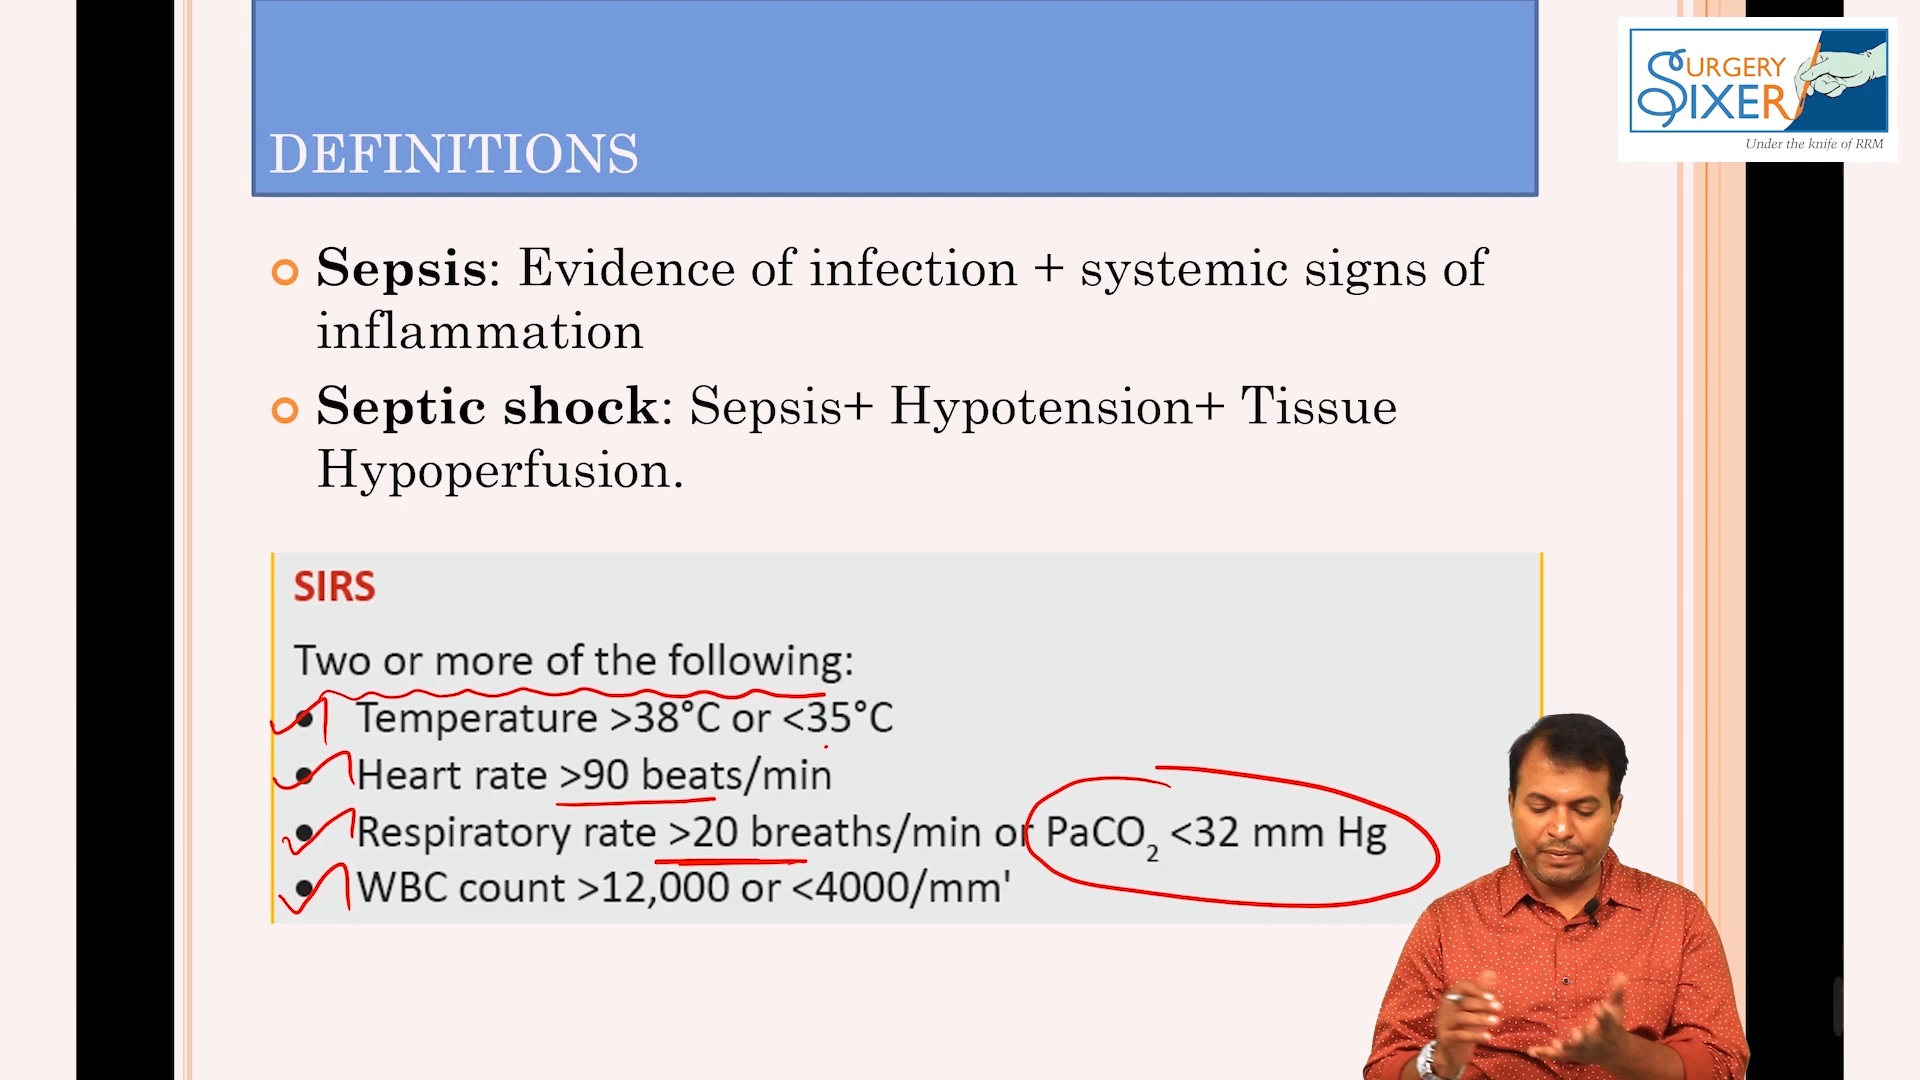 SURGERY
SIXER
Under the knife of RRM
DEFINITIONS
Sepsis: Evidence of infection + systemic signs of
inflammation
Septic shock: Sepsis+ Hypotension+ Tissue
Hypoperfusion.
SIRS
Two or more of the following:
• Temperature >38°C or <35°C
• Heart rate >90 beats/min
• Respiratory rate >20 breaths/min or PaCO₂ <32 mm Hg
• WBC count >12,000 or <4000/mm'